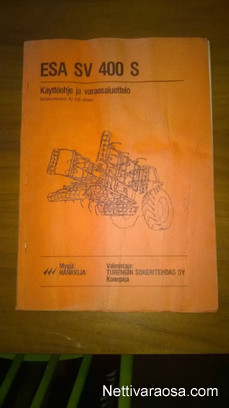 ESA SV 400 S
Käyttöohje ja varaosaluettelo
Myyjä:
HANKKIJA
Valmistaja:
TURENGIN SOKERITEHDAS OY
Konepaja
Nettivaraosa.com